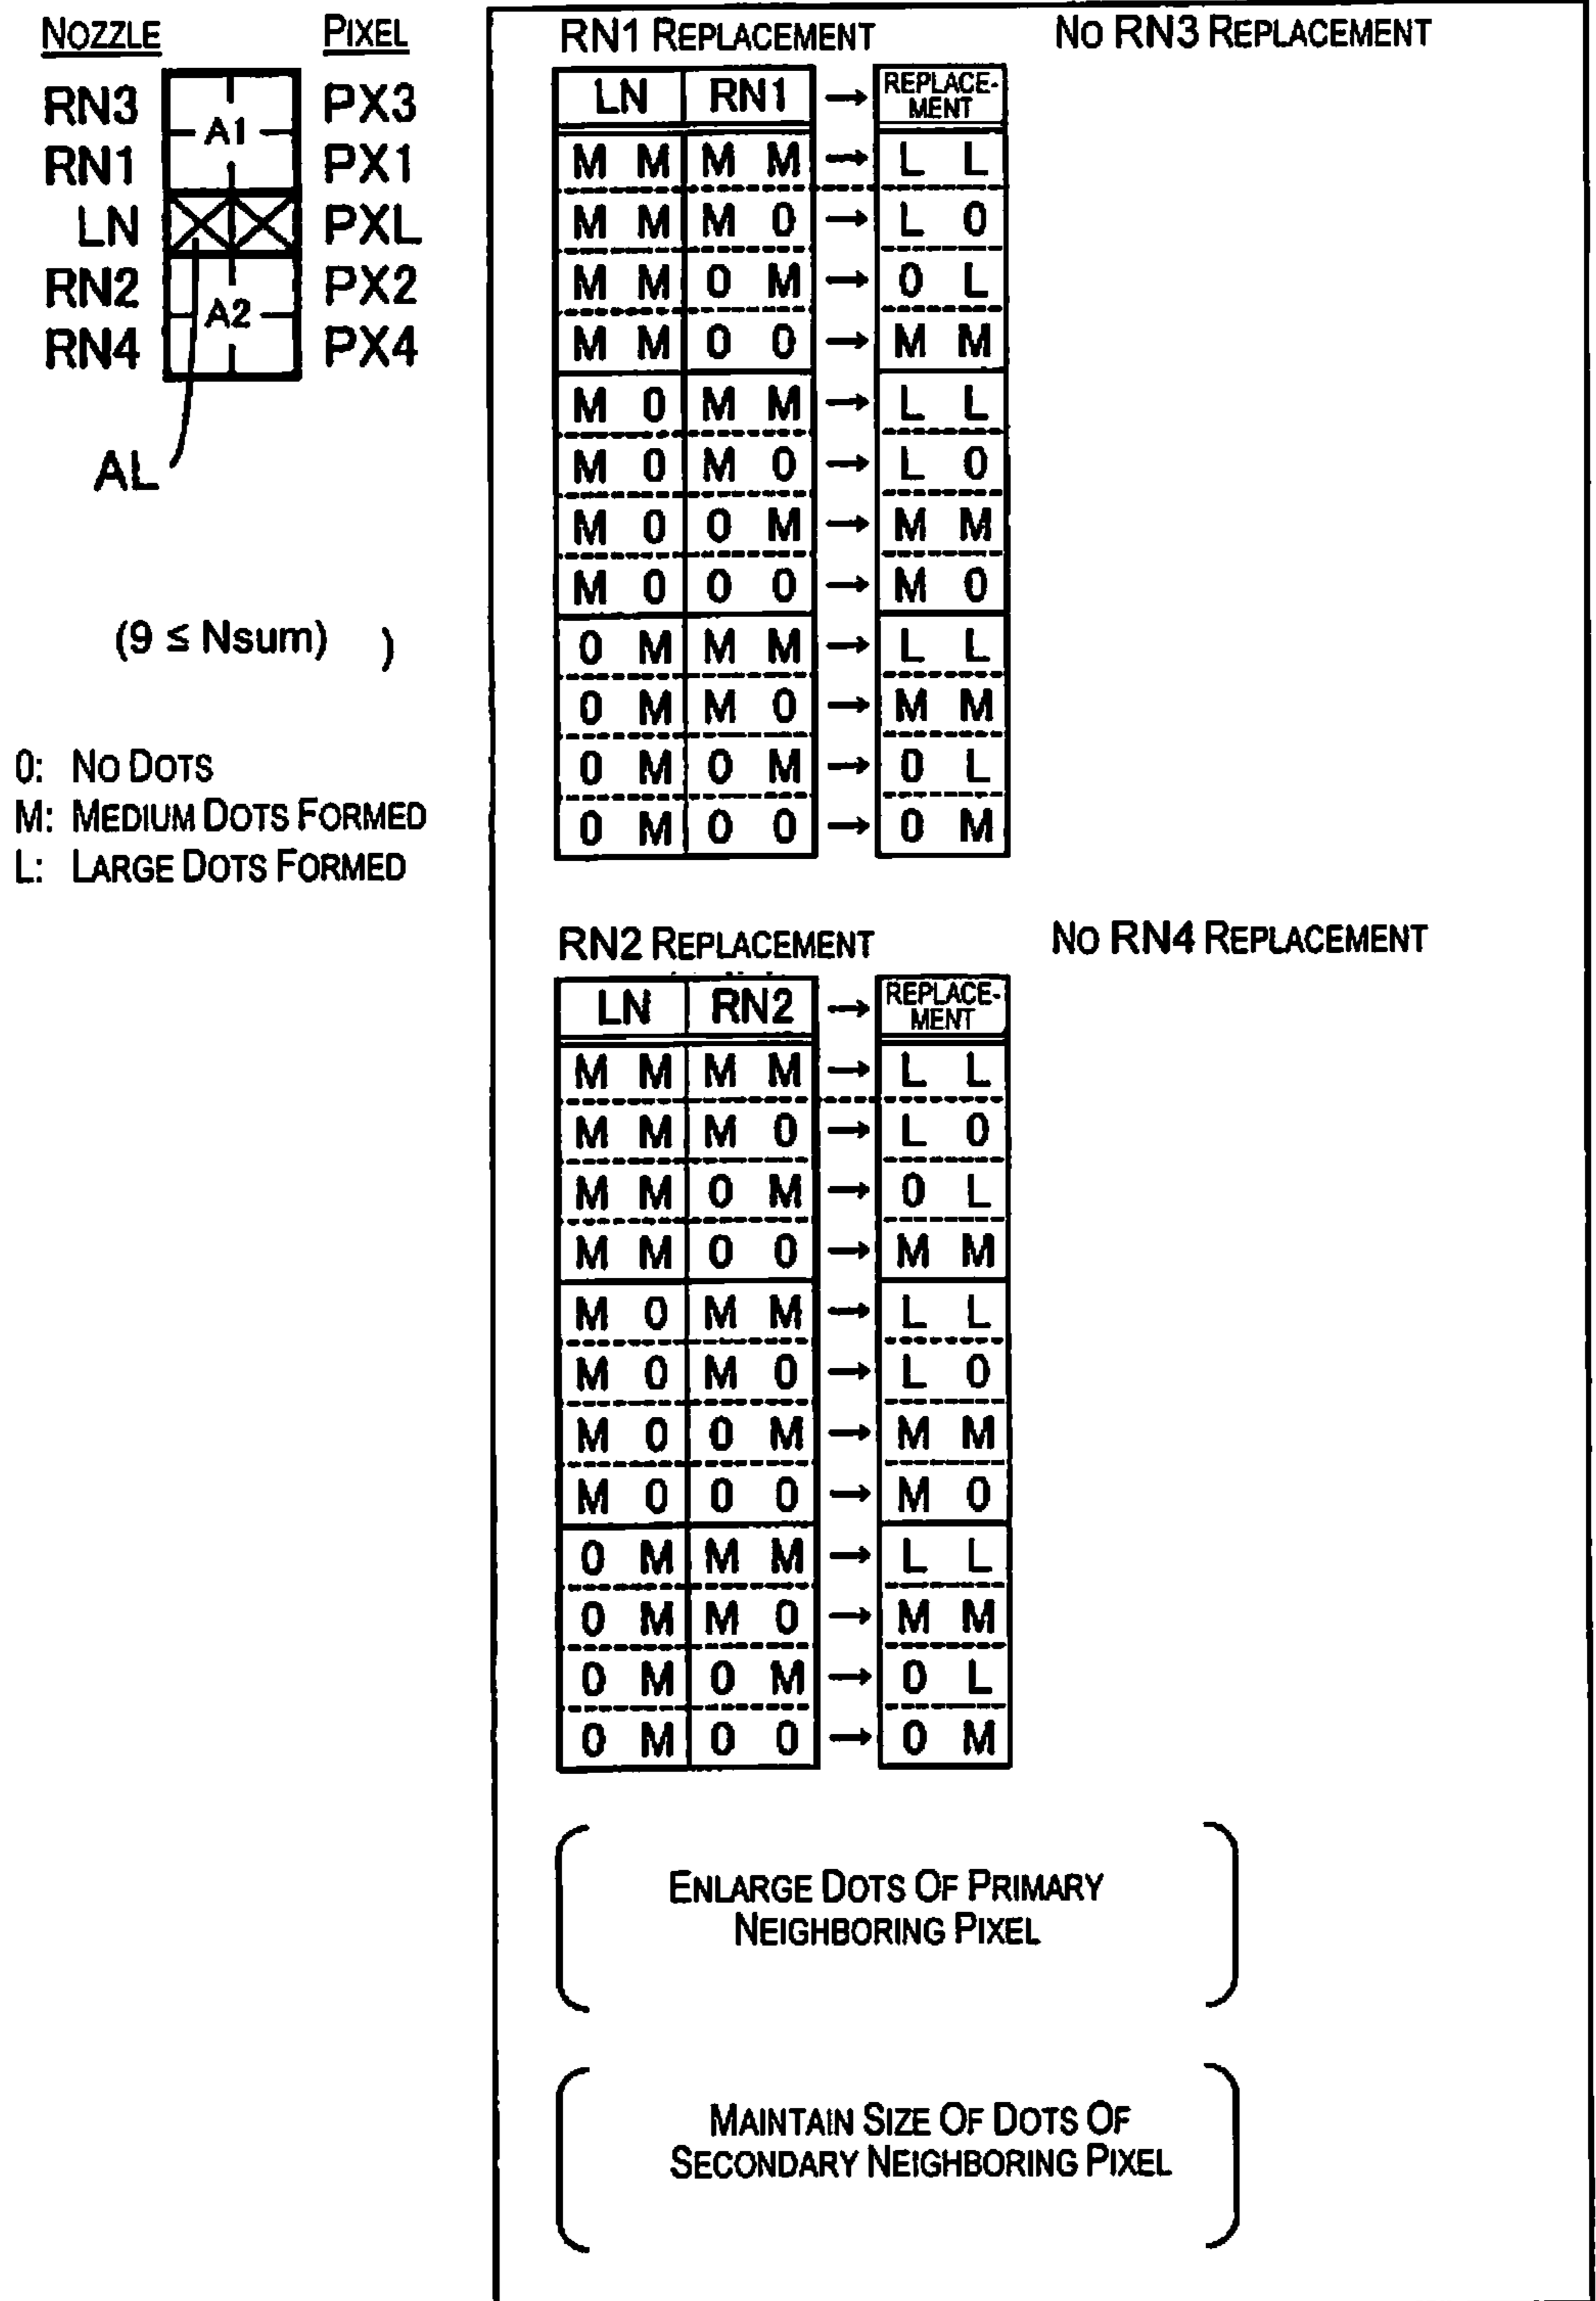 NOZZLE PIXEL
RN3 PX3
A1
RN1 PX1
LN PXL
RN2 PX2
A2
RN4 PX4
AL
(9 ≤ Nsum) )
0: NO DOTS
M: MEDIUM DOTS FORMED
L: LARGE DOTS FORMED
RN1 REPLACEMENT NO RN3 REPLACEMENT
LN RN1 → REPLACE-
MENT
M M M M → L L
M M M 0 → L 0
M M 0 M → 0 L
M M 0 0 → M M
M 0 M M → L L
M 0 M 0 → L 0
M 0 0 M → M M
M 0 0 0 → M 0
0 M M M → L L
0 M M 0 → M M
0 M 0 M → 0 L
0 M 0 0 → 0 M
RN2 REPLACEMENT NO RN4 REPLACEMENT
LN RN2 → REPLACE-
MENT
M M M M → L L
M M M 0 → L 0
M M 0 M → 0 L
M M 0 0 → M M
M 0 M M → L L
M 0 M 0 → L 0
M 0 0 M → M M
M 0 0 0 → M 0
0 M M M → L L
0 M M 0 → M M
0 M 0 M → 0 L
0 M 0 0 → 0 M
ENLARGE DOTS OF PRIMARY
NEIGHBORING PIXEL
MAINTAIN SIZE OF DOTS OF
SECONDARY NEIGHBORING PIXEL